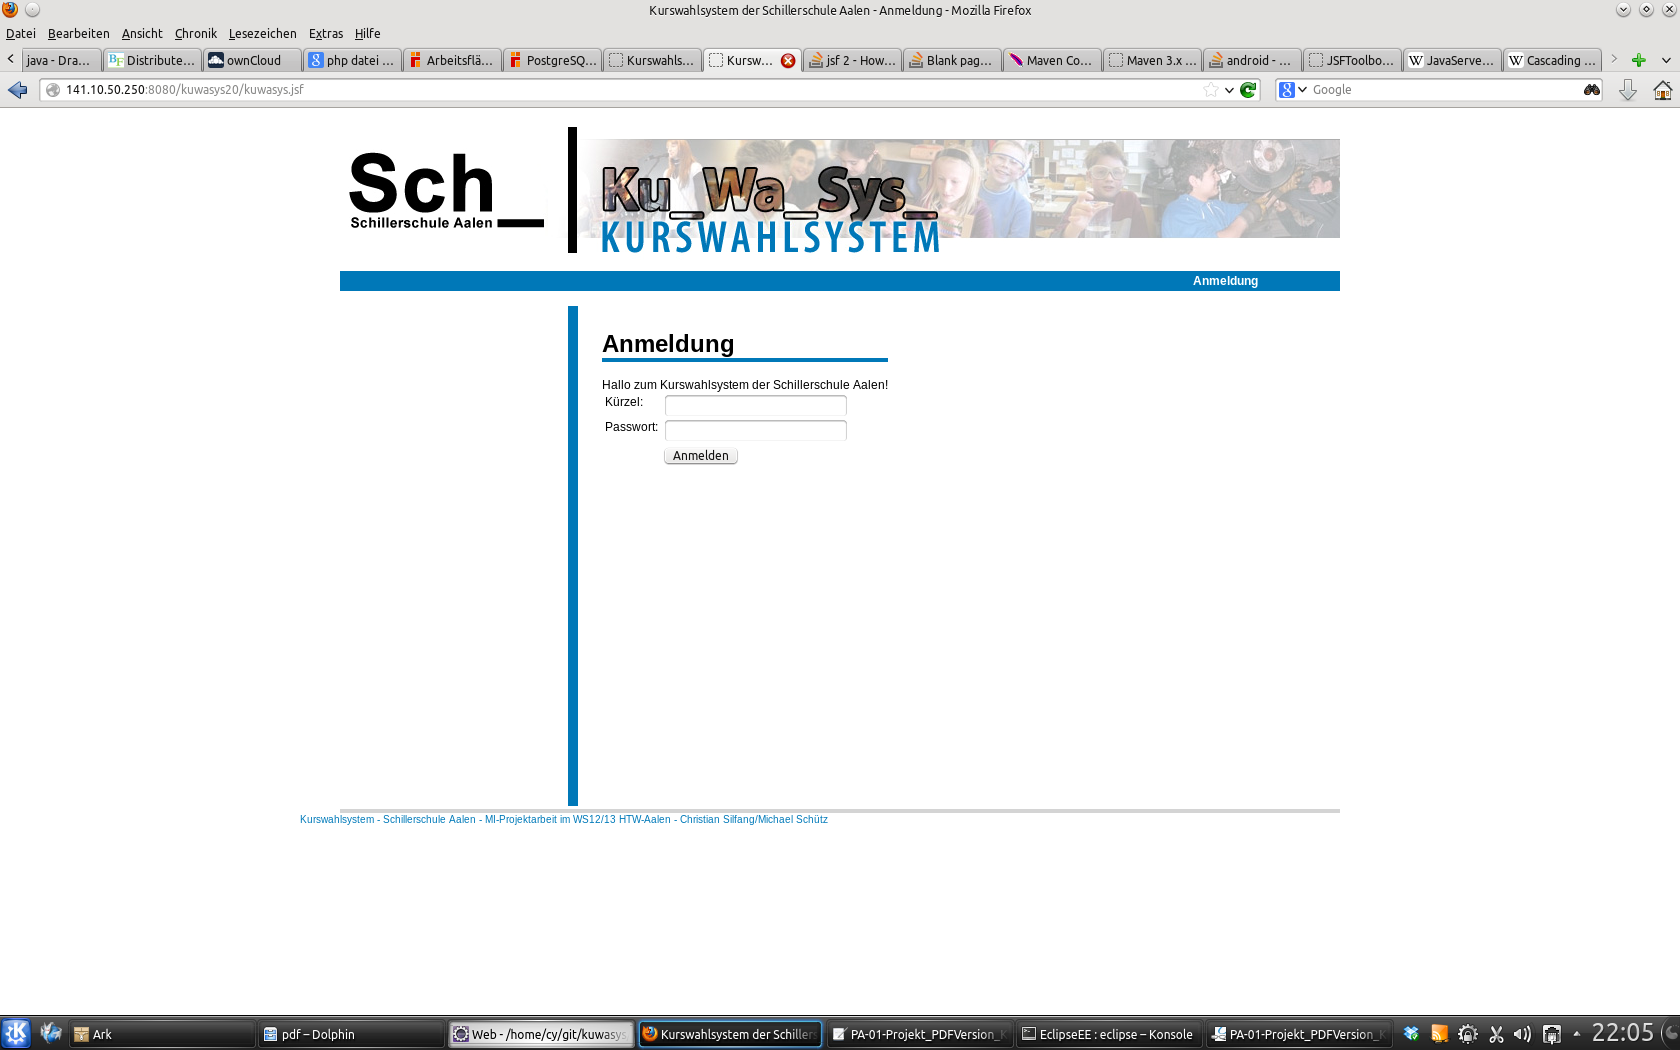 Kurswahlsystem der Schillerschule Aalen - Anmeldung - Mozilla Firefox
Datei Bearbeiten Ansicht Chronik Lesezeichen Extras Hilfe
java - Dra... Distribute... ownCloud php datei ... Arbeitsflä... PostgreSQ... Kurswahls... Kursw... jsf 2 - How... Blank pag... Maven Co... Maven 3.x ... android - ... JSFToolbo... JavaServe... Cascading ...
141.10.50.250:8080/kuwasys20/kuwasys.jsf Google
Sch_
Schillerschule Aalen
Ku_Wa_Sys_
KURSWAHLSYSTEM
Anmeldung
Anmeldung
Hallo zum Kurswahlsystem der Schillerschule Aalen!
Kürzel:
Passwort:
Anmelden
Kurswahlsystem - Schillerschule Aalen - MI-Projektarbeit im WS12/13 HTW-Aalen - Christian Silfang/Michael Schütz
Ark pdf – Dolphin Web - /home/cy/git/kuwasys Kurswahlsystem der Schillers PA-01-Projekt_PDFVersion_K EclipseEE : eclipse – Konsole PA-01-Projekt_PDFVersion_K 22:05